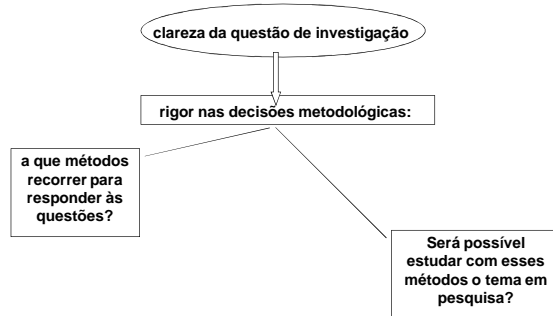 clareza da questão de investigação
rigor nas decisões metodológicas:
a que métodos
recorrer para
responder às
questões?
Será possível
estudar com esses
métodos o tema em
pesquisa?